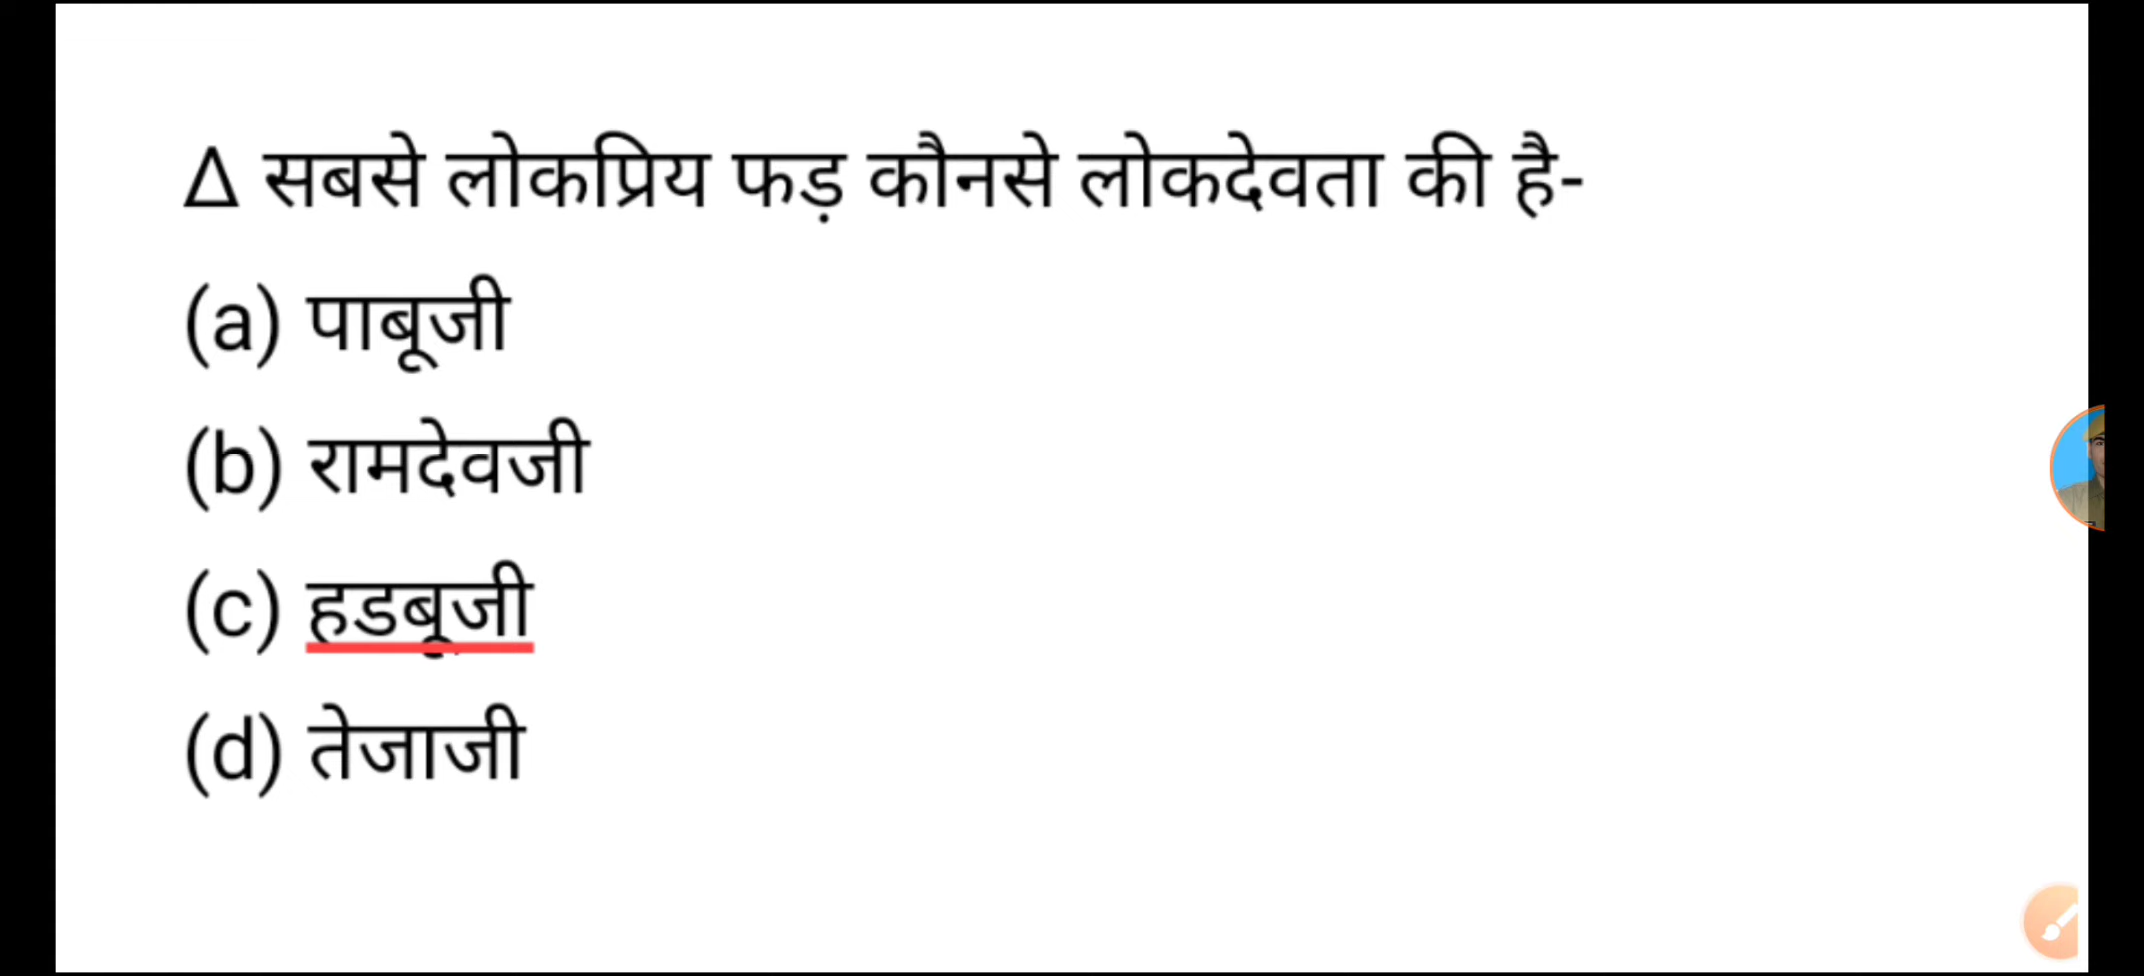 Δ सबसे लोकप्रिय फड़ कौनसे लोकदेवता की है-
(a) पाबूजी
(b) रामदेवजी
(c) हडबूजी
(d) तेजाजी